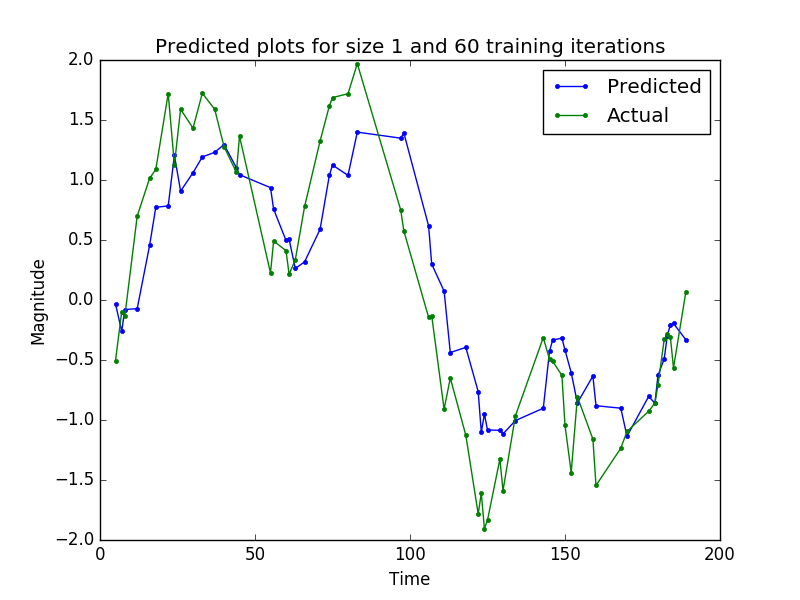 Predicted plots for size 1 and 60 training iterations
Predicted
Actual
2.0
1.5
1.0
0.5
0.0
−0.5
−1.0
−1.5
−2.0
Magnitude
0 50 100 150 200
Time